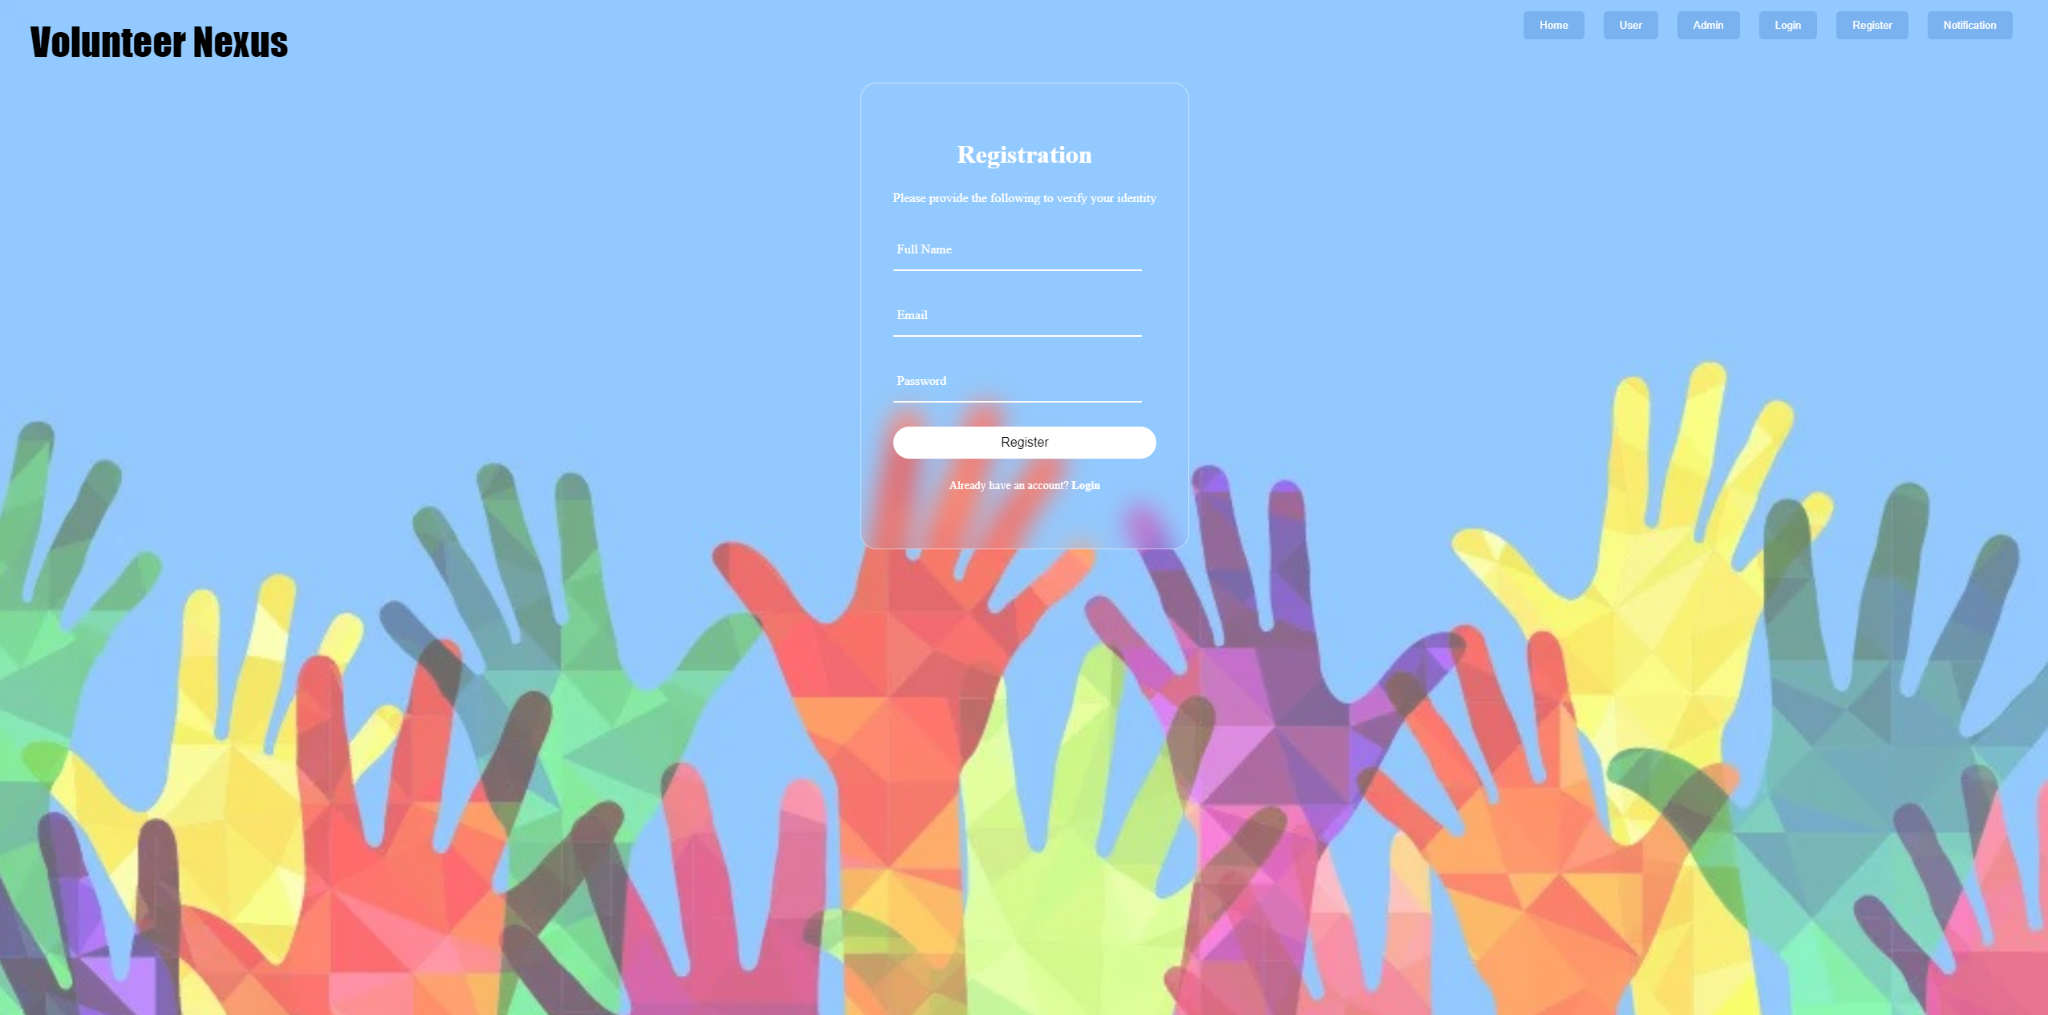 Volunteer Nexus
Home User Admin Login Register Notification
Registration
Please provide the following to verify your identity
Full Name
Email
Password
Register
Already have an account? Login